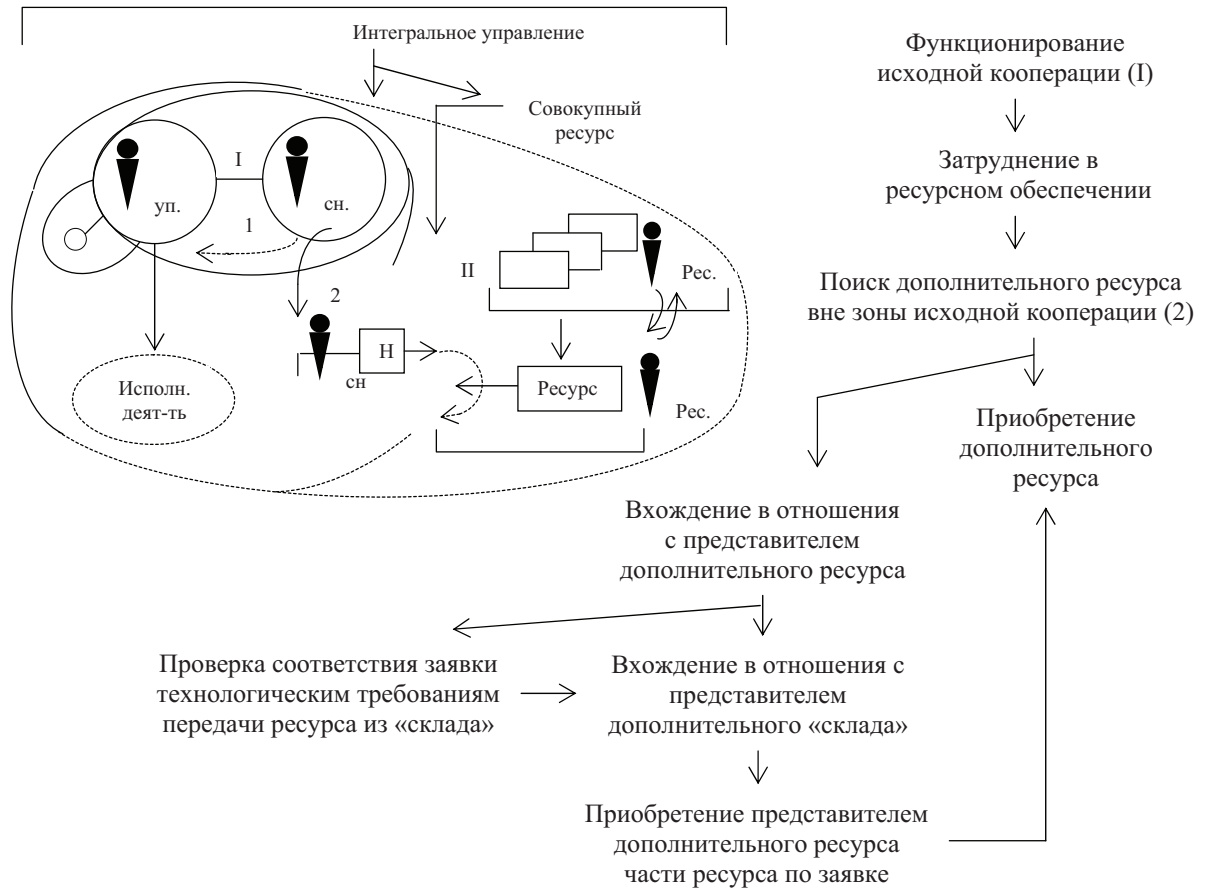 Интегральное управление
Совокупный
ресурс
I
уп.
сн.
1
2
II
Рес.
Н
сн
Ресурс
Рес.
Исполн.
деят-ть
Функционирование
исходной кооперации (I)
Затруднение в
ресурсном обеспечении
Поиск дополнительного ресурса
вне зоны исходной кооперации (2)
Приобретение
дополнительного
ресурса
Вхождение в отношения
с представителем
дополнительного ресурса
Проверка соответствия заявки
технологическим требованиям
передачи ресурса из «склада»
Вхождение в отношения с
представителем
дополнительного «склада»
Приобретение представителем
дополнительного ресурса
части ресурса по заявке